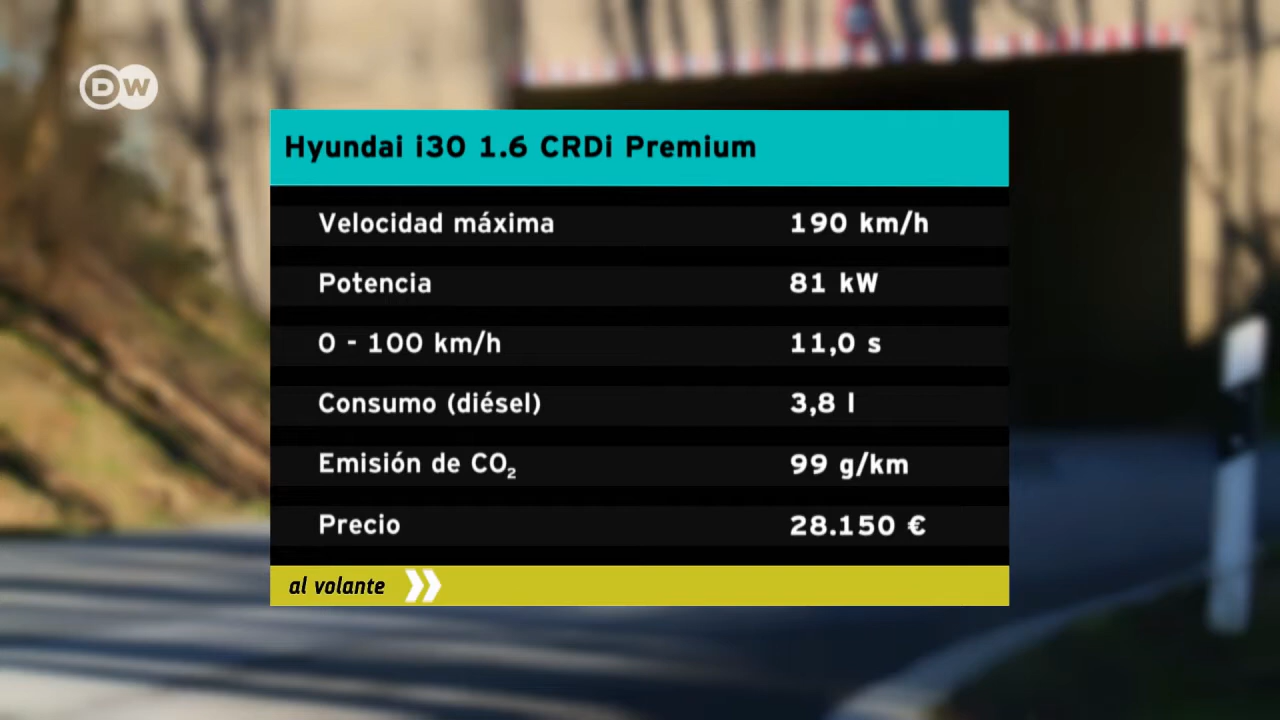 DW
Hyundai i30 1.6 CRDi Premium
Velocidad máxima 190 km/h
Potencia 81 kW
0 - 100 km/h 11,0 s
Consumo (diésel) 3,8 l
Emisión de CO₂ 99 g/km
Precio 28.150 €
al volante